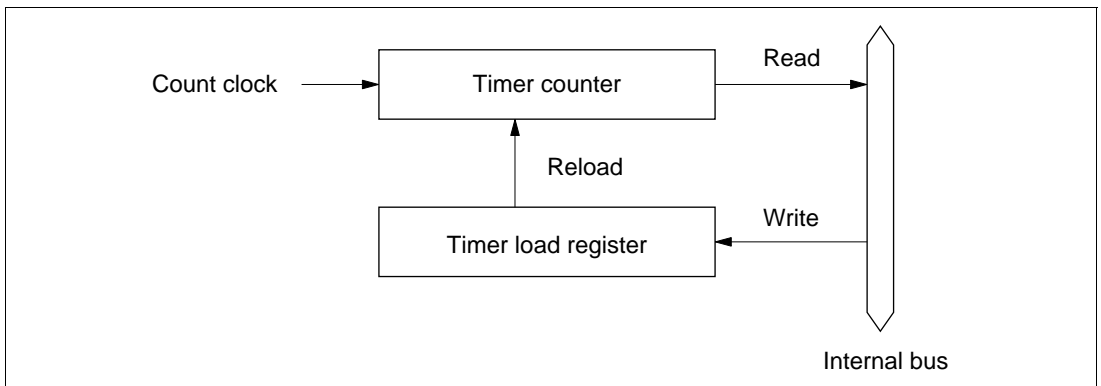 Read
Count clock
Timer counter
Reload
Write
Timer load register
Internal bus